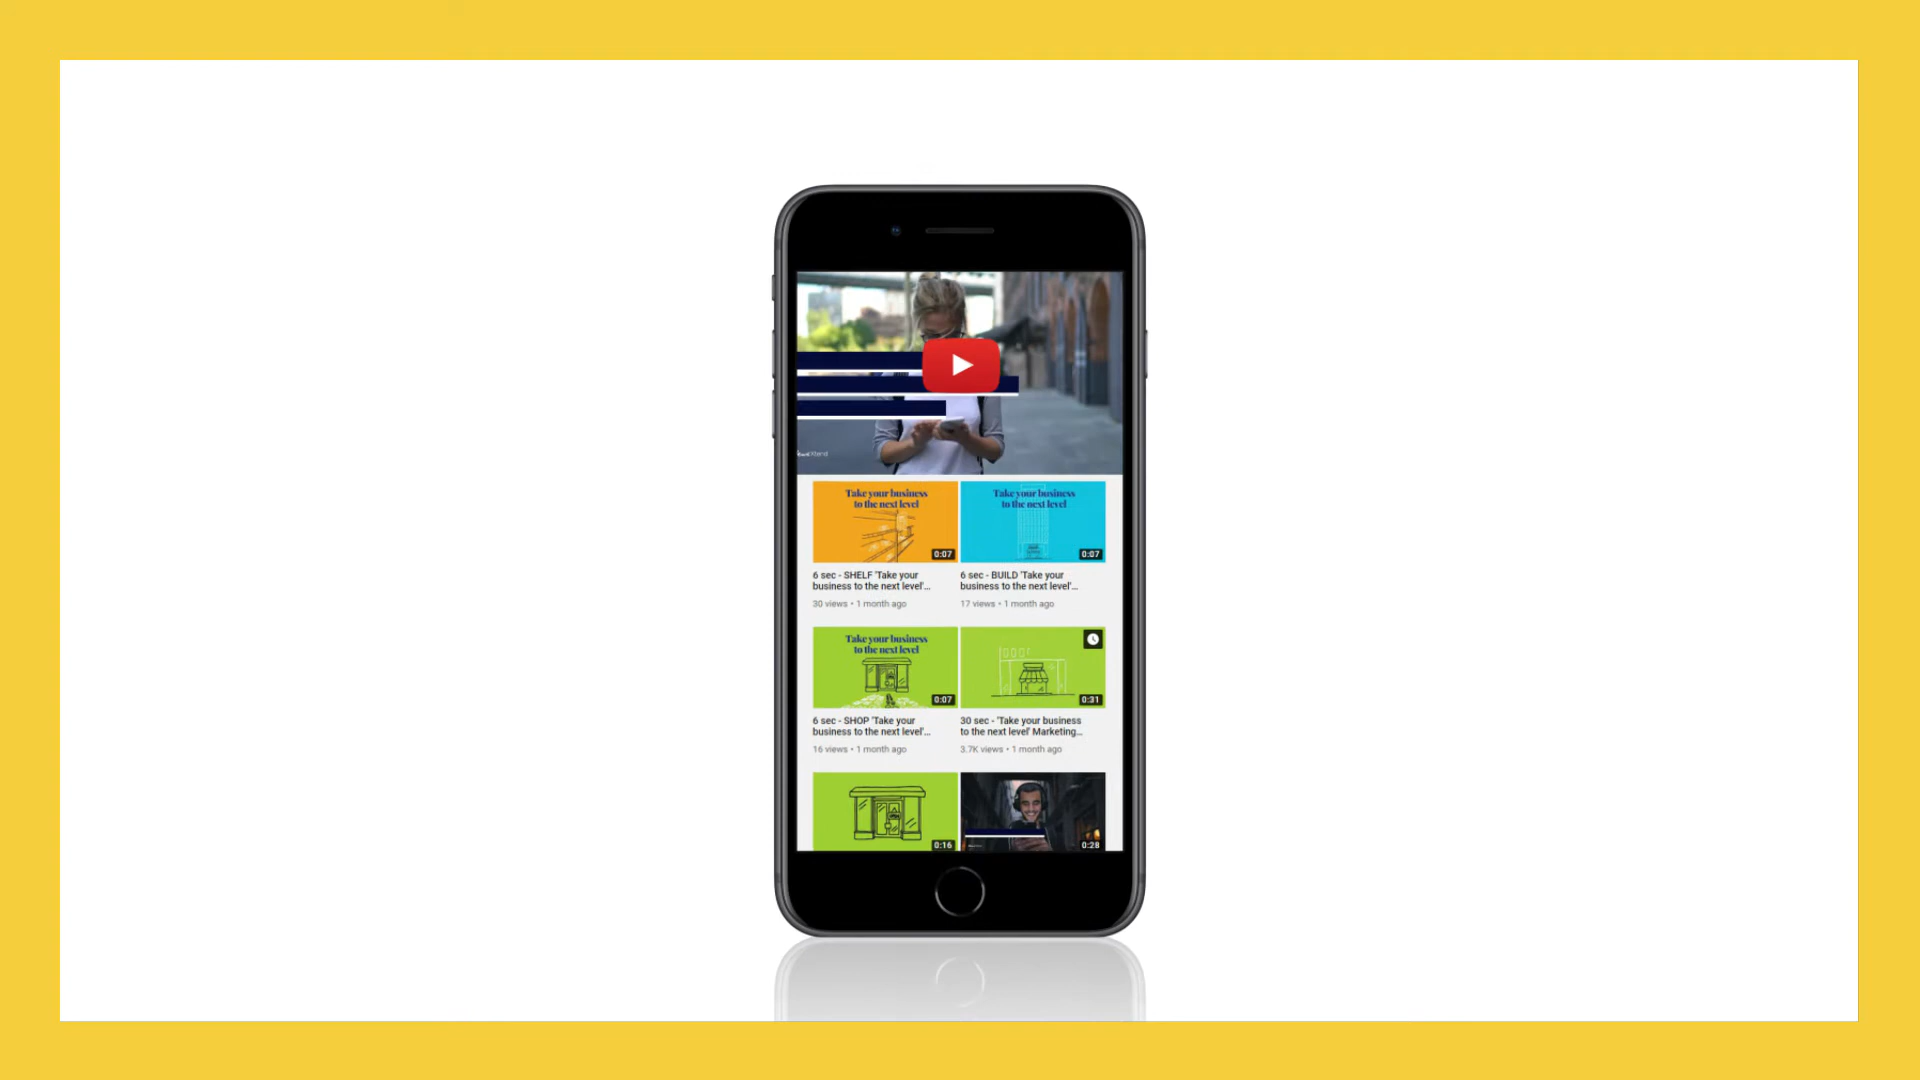 Take your business
to the next level
0:07
Take your business
to the next level
0:07
6 sec - SHELF 'Take your
business to the next level'...
30 views • 1 month ago
6 sec - BUILD 'Take your
business to the next level'...
17 views • 1 month ago
Take your business
to the next level
0:07
0:31
6 sec - SHOP 'Take your
business to the next level'...
16 views • 1 month ago
30 sec - 'Take your business
to the next level' Marketing...
3.7K views • 1 month ago
0:16
0:28